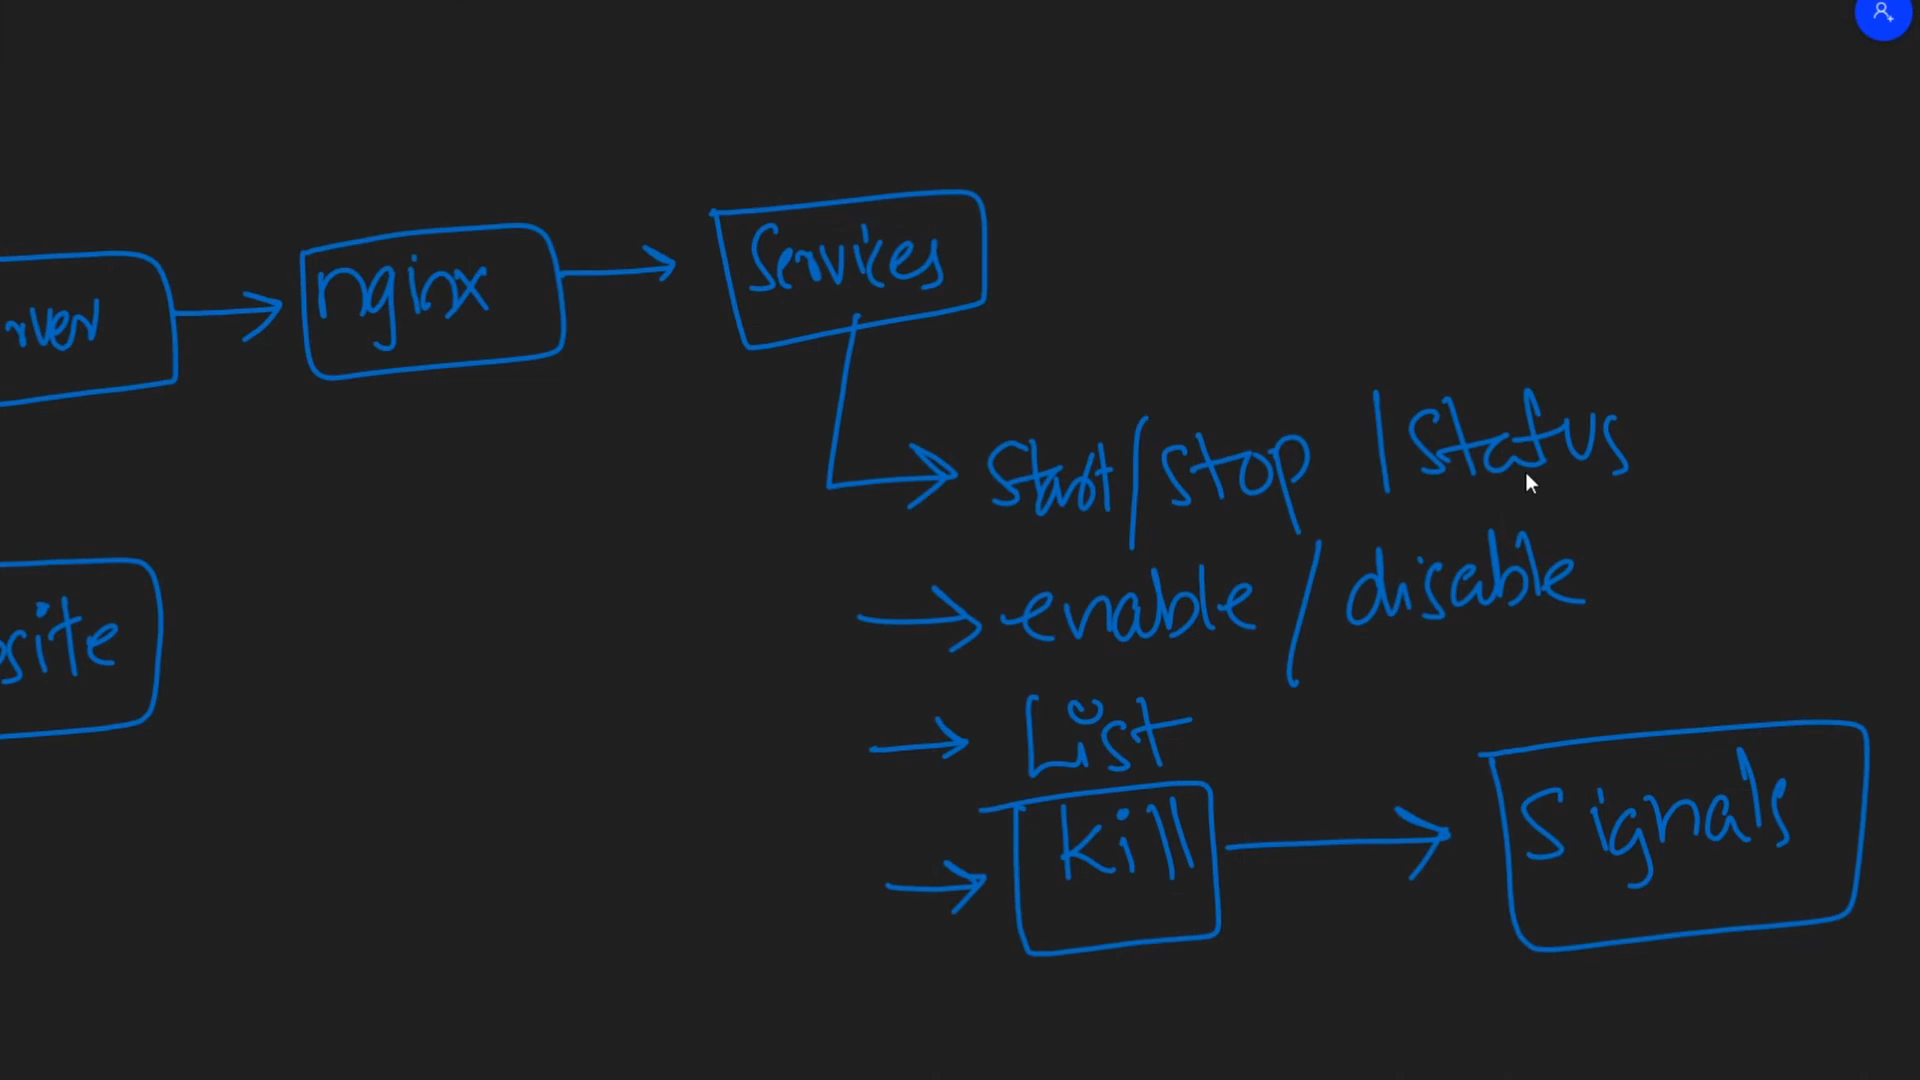 rver
nginx
Services
Start/stop | status
enable/disable
site
List
Kill
Signals